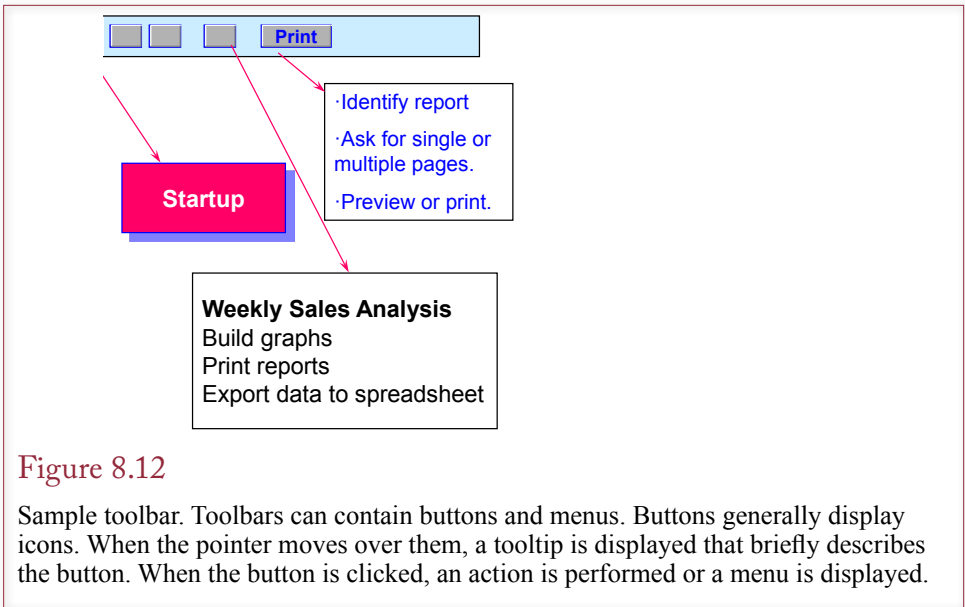 Print
·Identify report
·Ask for single or
multiple pages.
·Preview or print.
Startup
Weekly Sales Analysis
Build graphs
Print reports
Export data to spreadsheet
Figure 8.12
Sample toolbar. Toolbars can contain buttons and menus. Buttons generally display
icons. When the pointer moves over them, a tooltip is displayed that briefly describes
the button. When the button is clicked, an action is performed or a menu is displayed.